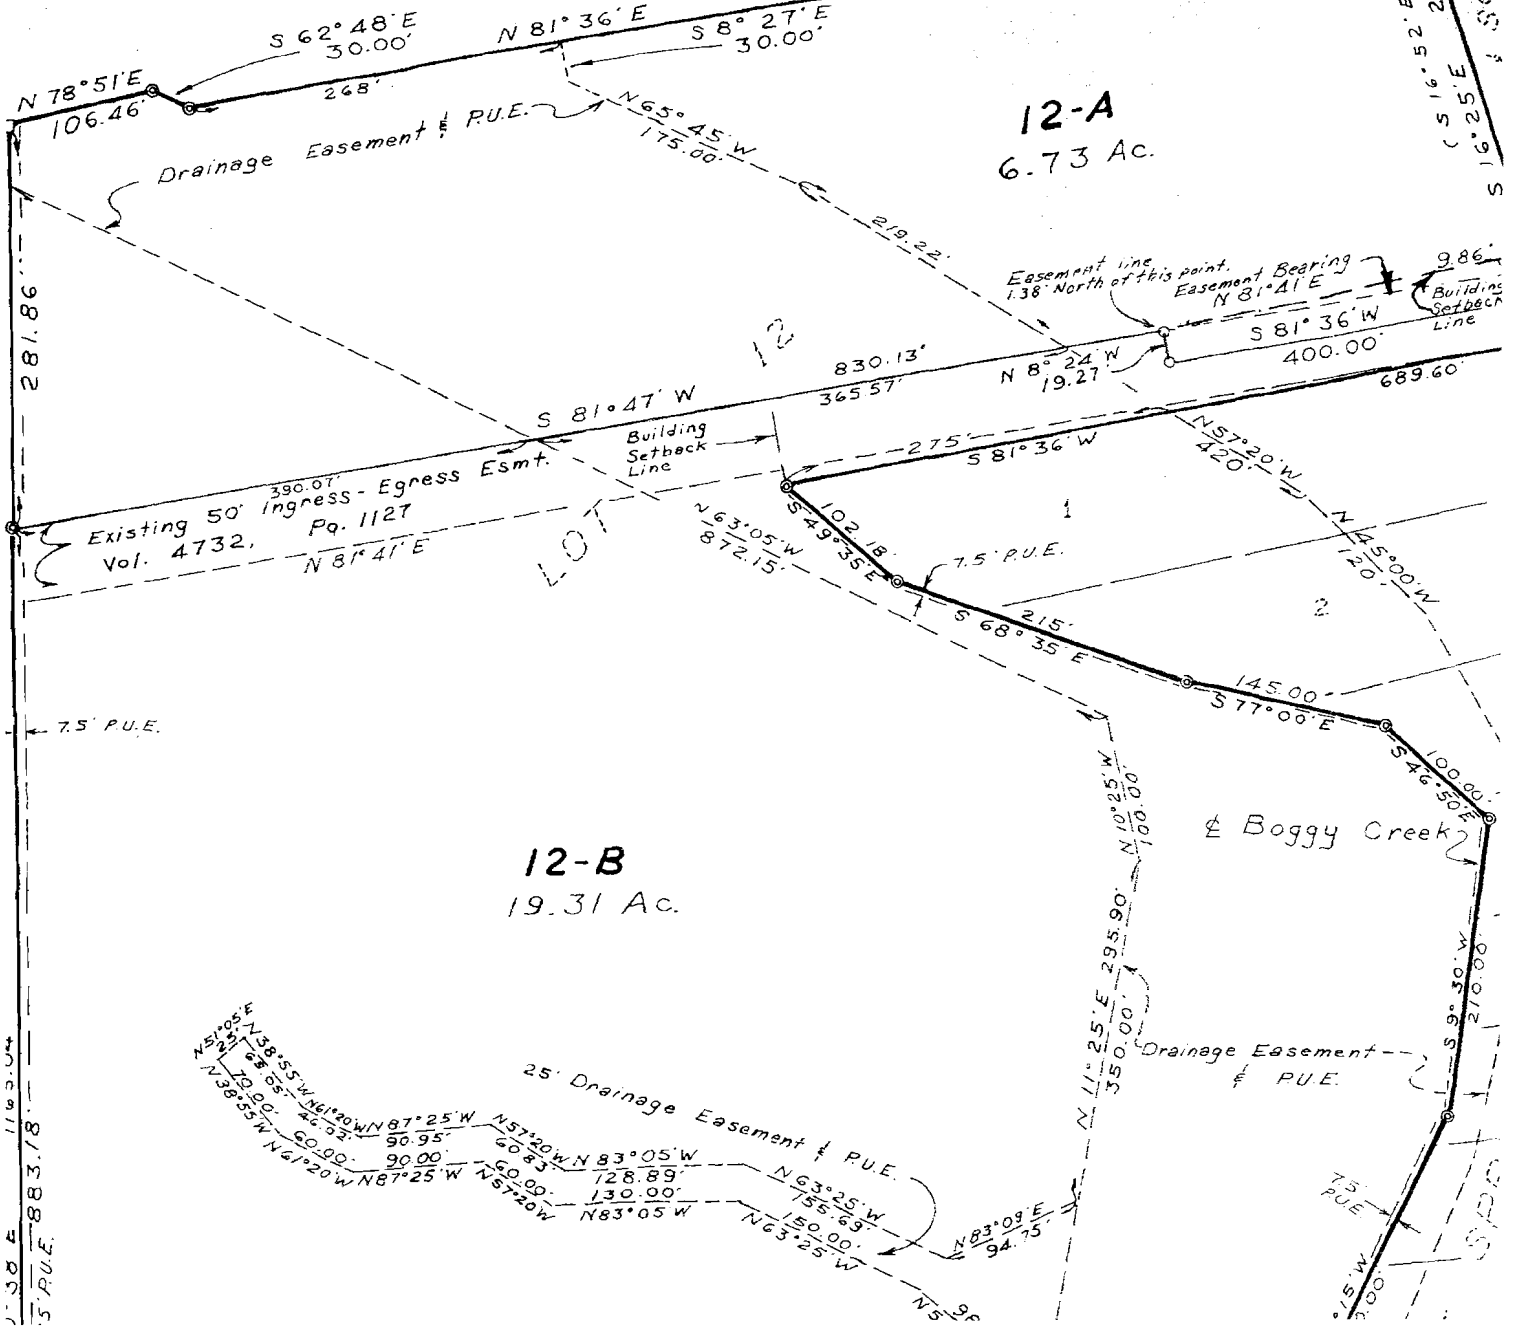 S 62° 48' E
30.00'
N 81° 36' E
S 8° 27' E
30.00'
N 78° 51' E
106.46'
268'
Drainage Easement & P.U.E.
N 65° 45' W
175.00'
12-A
6.73 Ac.
( S 16° 52' E
S 16° 25' E
219.22'
281.86'
Easement line
1.38' North of this point.
Easement Bearing
N 81° 41' E
9.86'
Building
Setback
Line
S 81° 36' W
400.00'
12
830.13'
365.57'
N 8° 24' W
19.27'
689.60'
S 81° 47' W
Building
Setback
Line
275'
S 81° 36' W
390.07'
Existing 50' Ingress - Egress Esmt.
Vol. 4732, Pg. 1127
N 81° 41' E
LOT
N 57° 20' W
420'
N 63° 05' W
872.15'
102.18'
S 49° 35' E
1
7.5' P.U.E.
N 45° 00' W
120'
2
215'
S 68° 35' E
145.00'
S 77° 00' E
7.5' P.U.E.
100.00'
S 46° 50' E
N 10° 25' W
100.00'
₵ Boggy Creek
12-B
19.31 Ac.
N 11° 25' E 295.90'
350.00'
S 9° 30' W
210.00'
Drainage Easement
& P.U.E.
25' Drainage Easement & P.U.E.
N 38° 55' W
70.00'
N 38° 55' W
N 61° 20' W
46.02'
60.00'
N 61° 20' W
N 87° 25' W
90.95'
90.00'
N 87° 25' W
N 57° 20' W
60.83
60.00'
N 57° 20' W
N 83° 05' W
128.89'
130.00'
N 83° 05' W
N 63° 25' W
155.69'
150.00'
N 63° 25' W
N 83° 09' E
94.75'
7.5'
P.U.E.
883.18'
5' P.U.E.
15' W